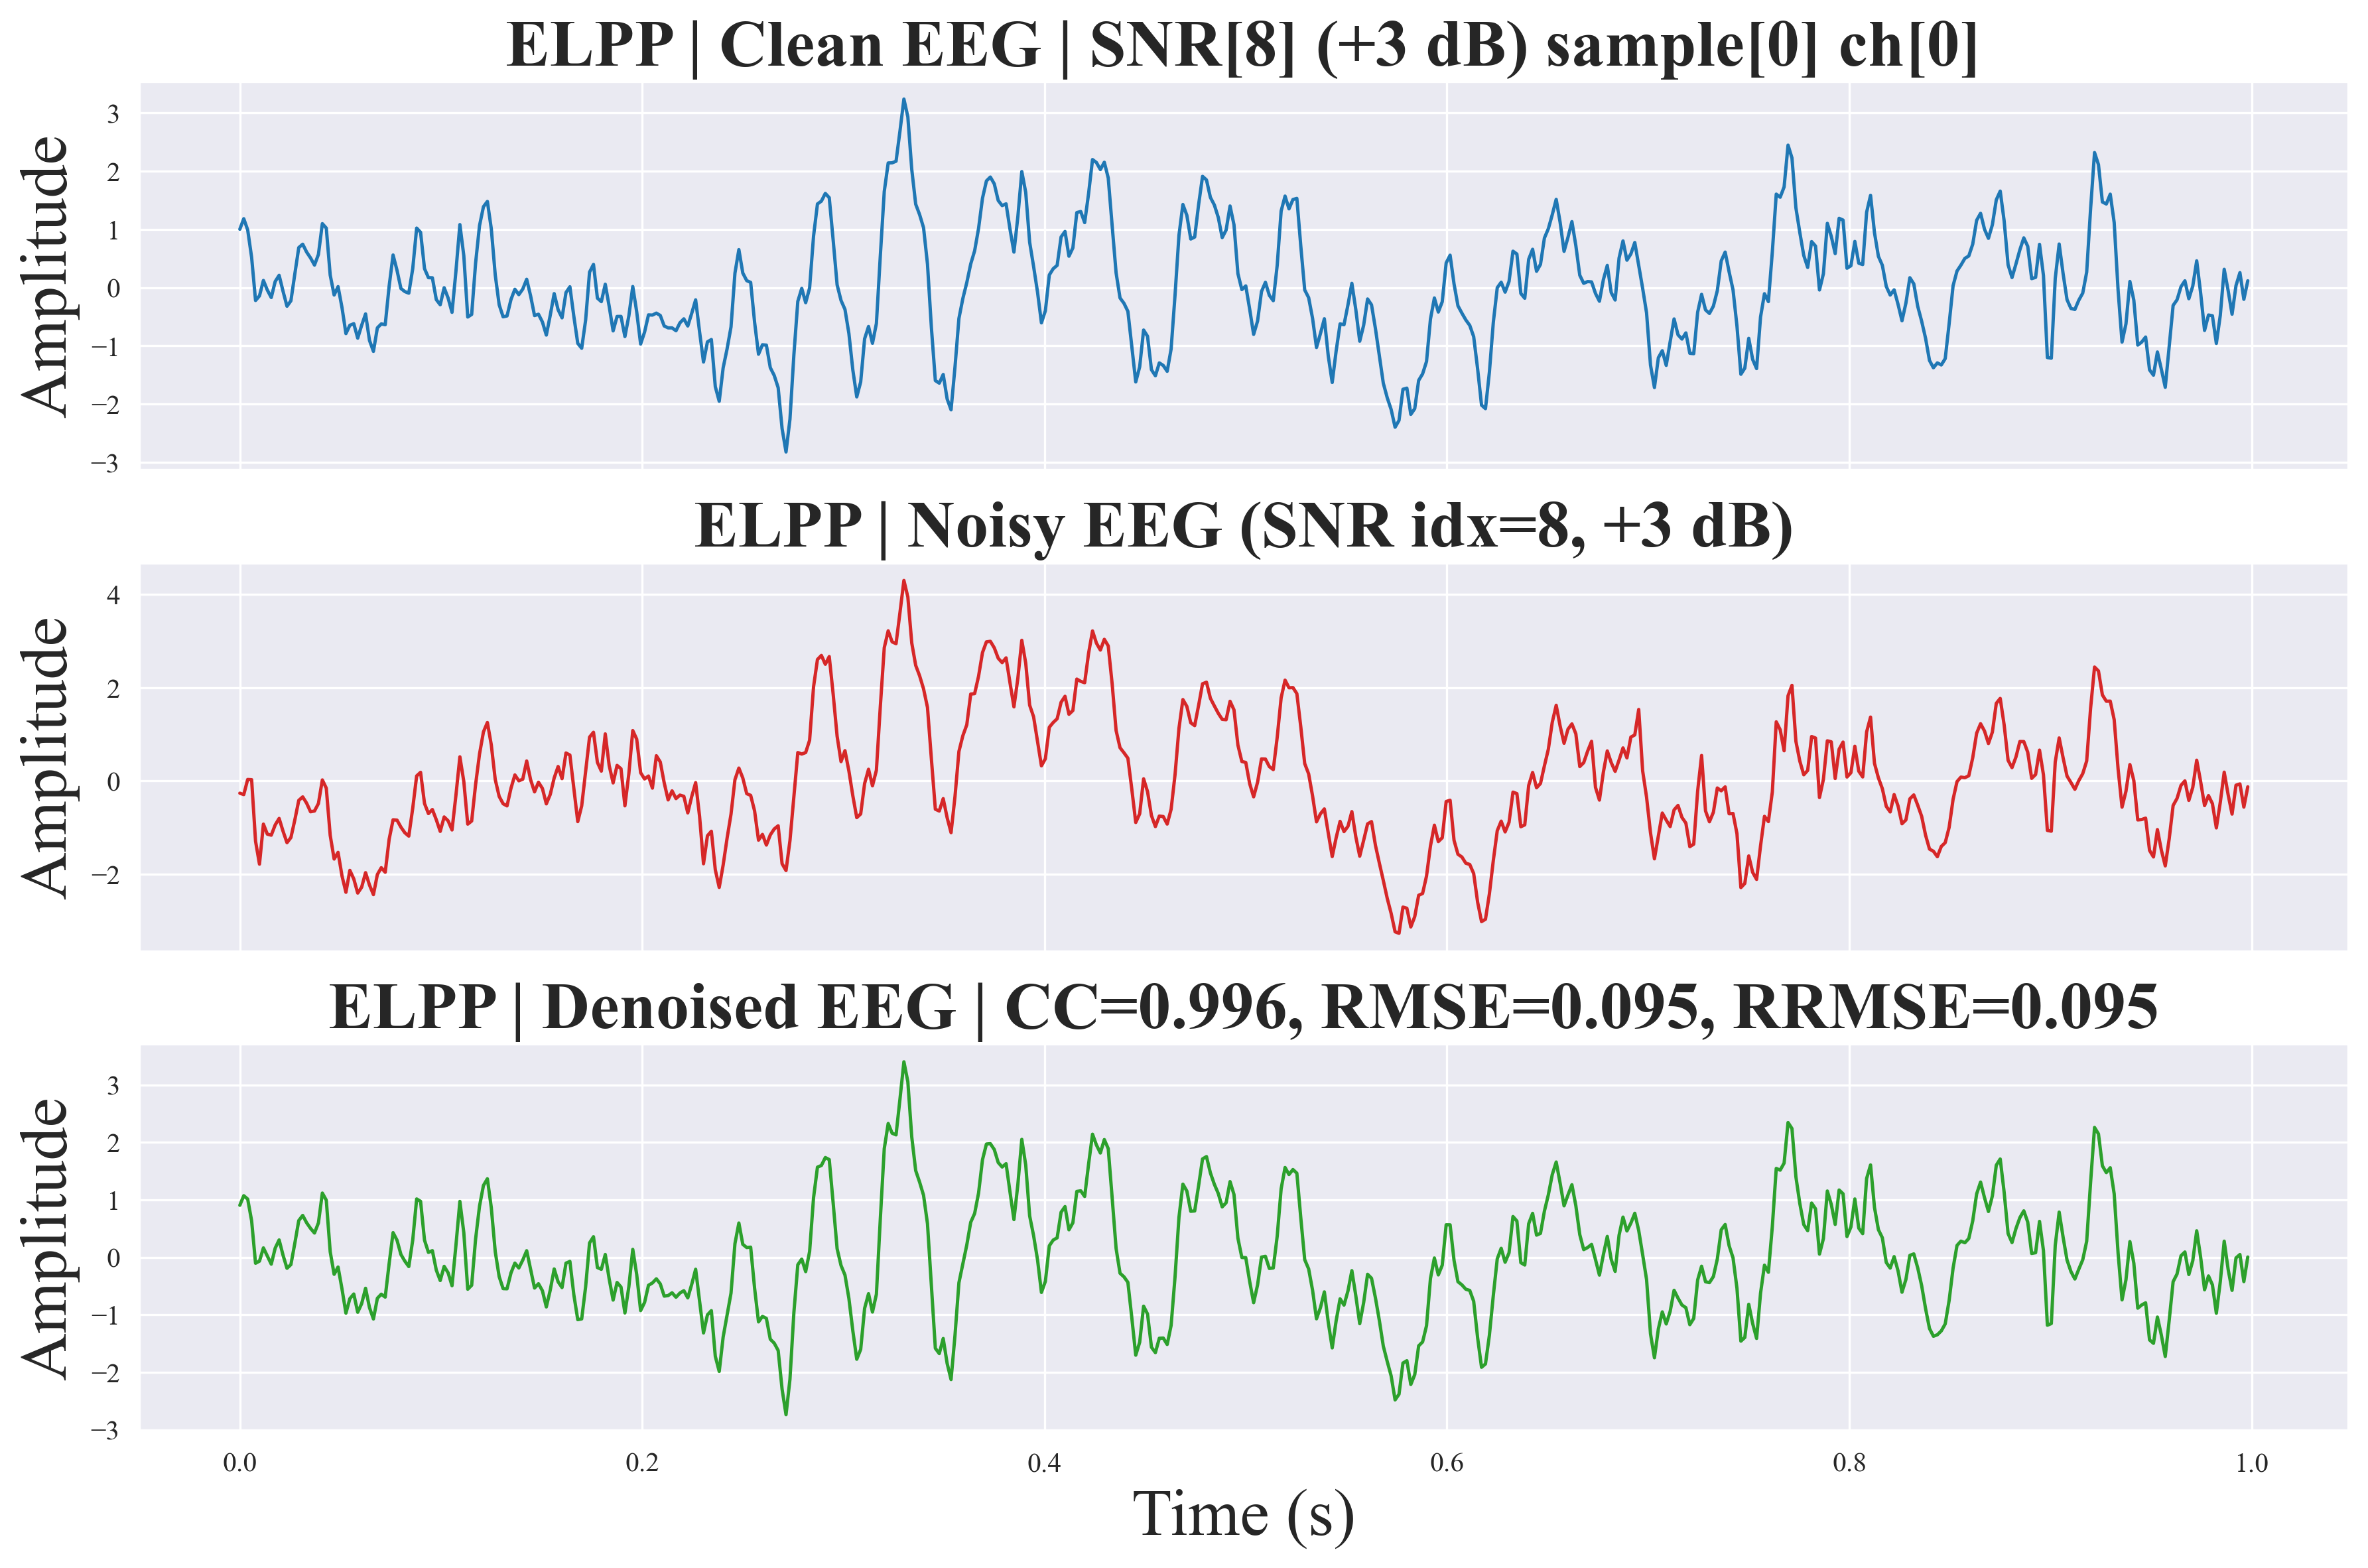 ELPP | Clean EEG | SNR[8] (+3 dB) sample[0] ch[0]
Amplitude
3
2
1
0
−1
−2
−3
ELPP | Noisy EEG (SNR idx=8, +3 dB)
Amplitude
4
2
0
−2
ELPP | Denoised EEG | CC=0.996, RMSE=0.095, RRMSE=0.095
Amplitude
3
2
1
0
−1
−2
−3
0.0 0.2 0.4 0.6 0.8 1.0
Time (s)